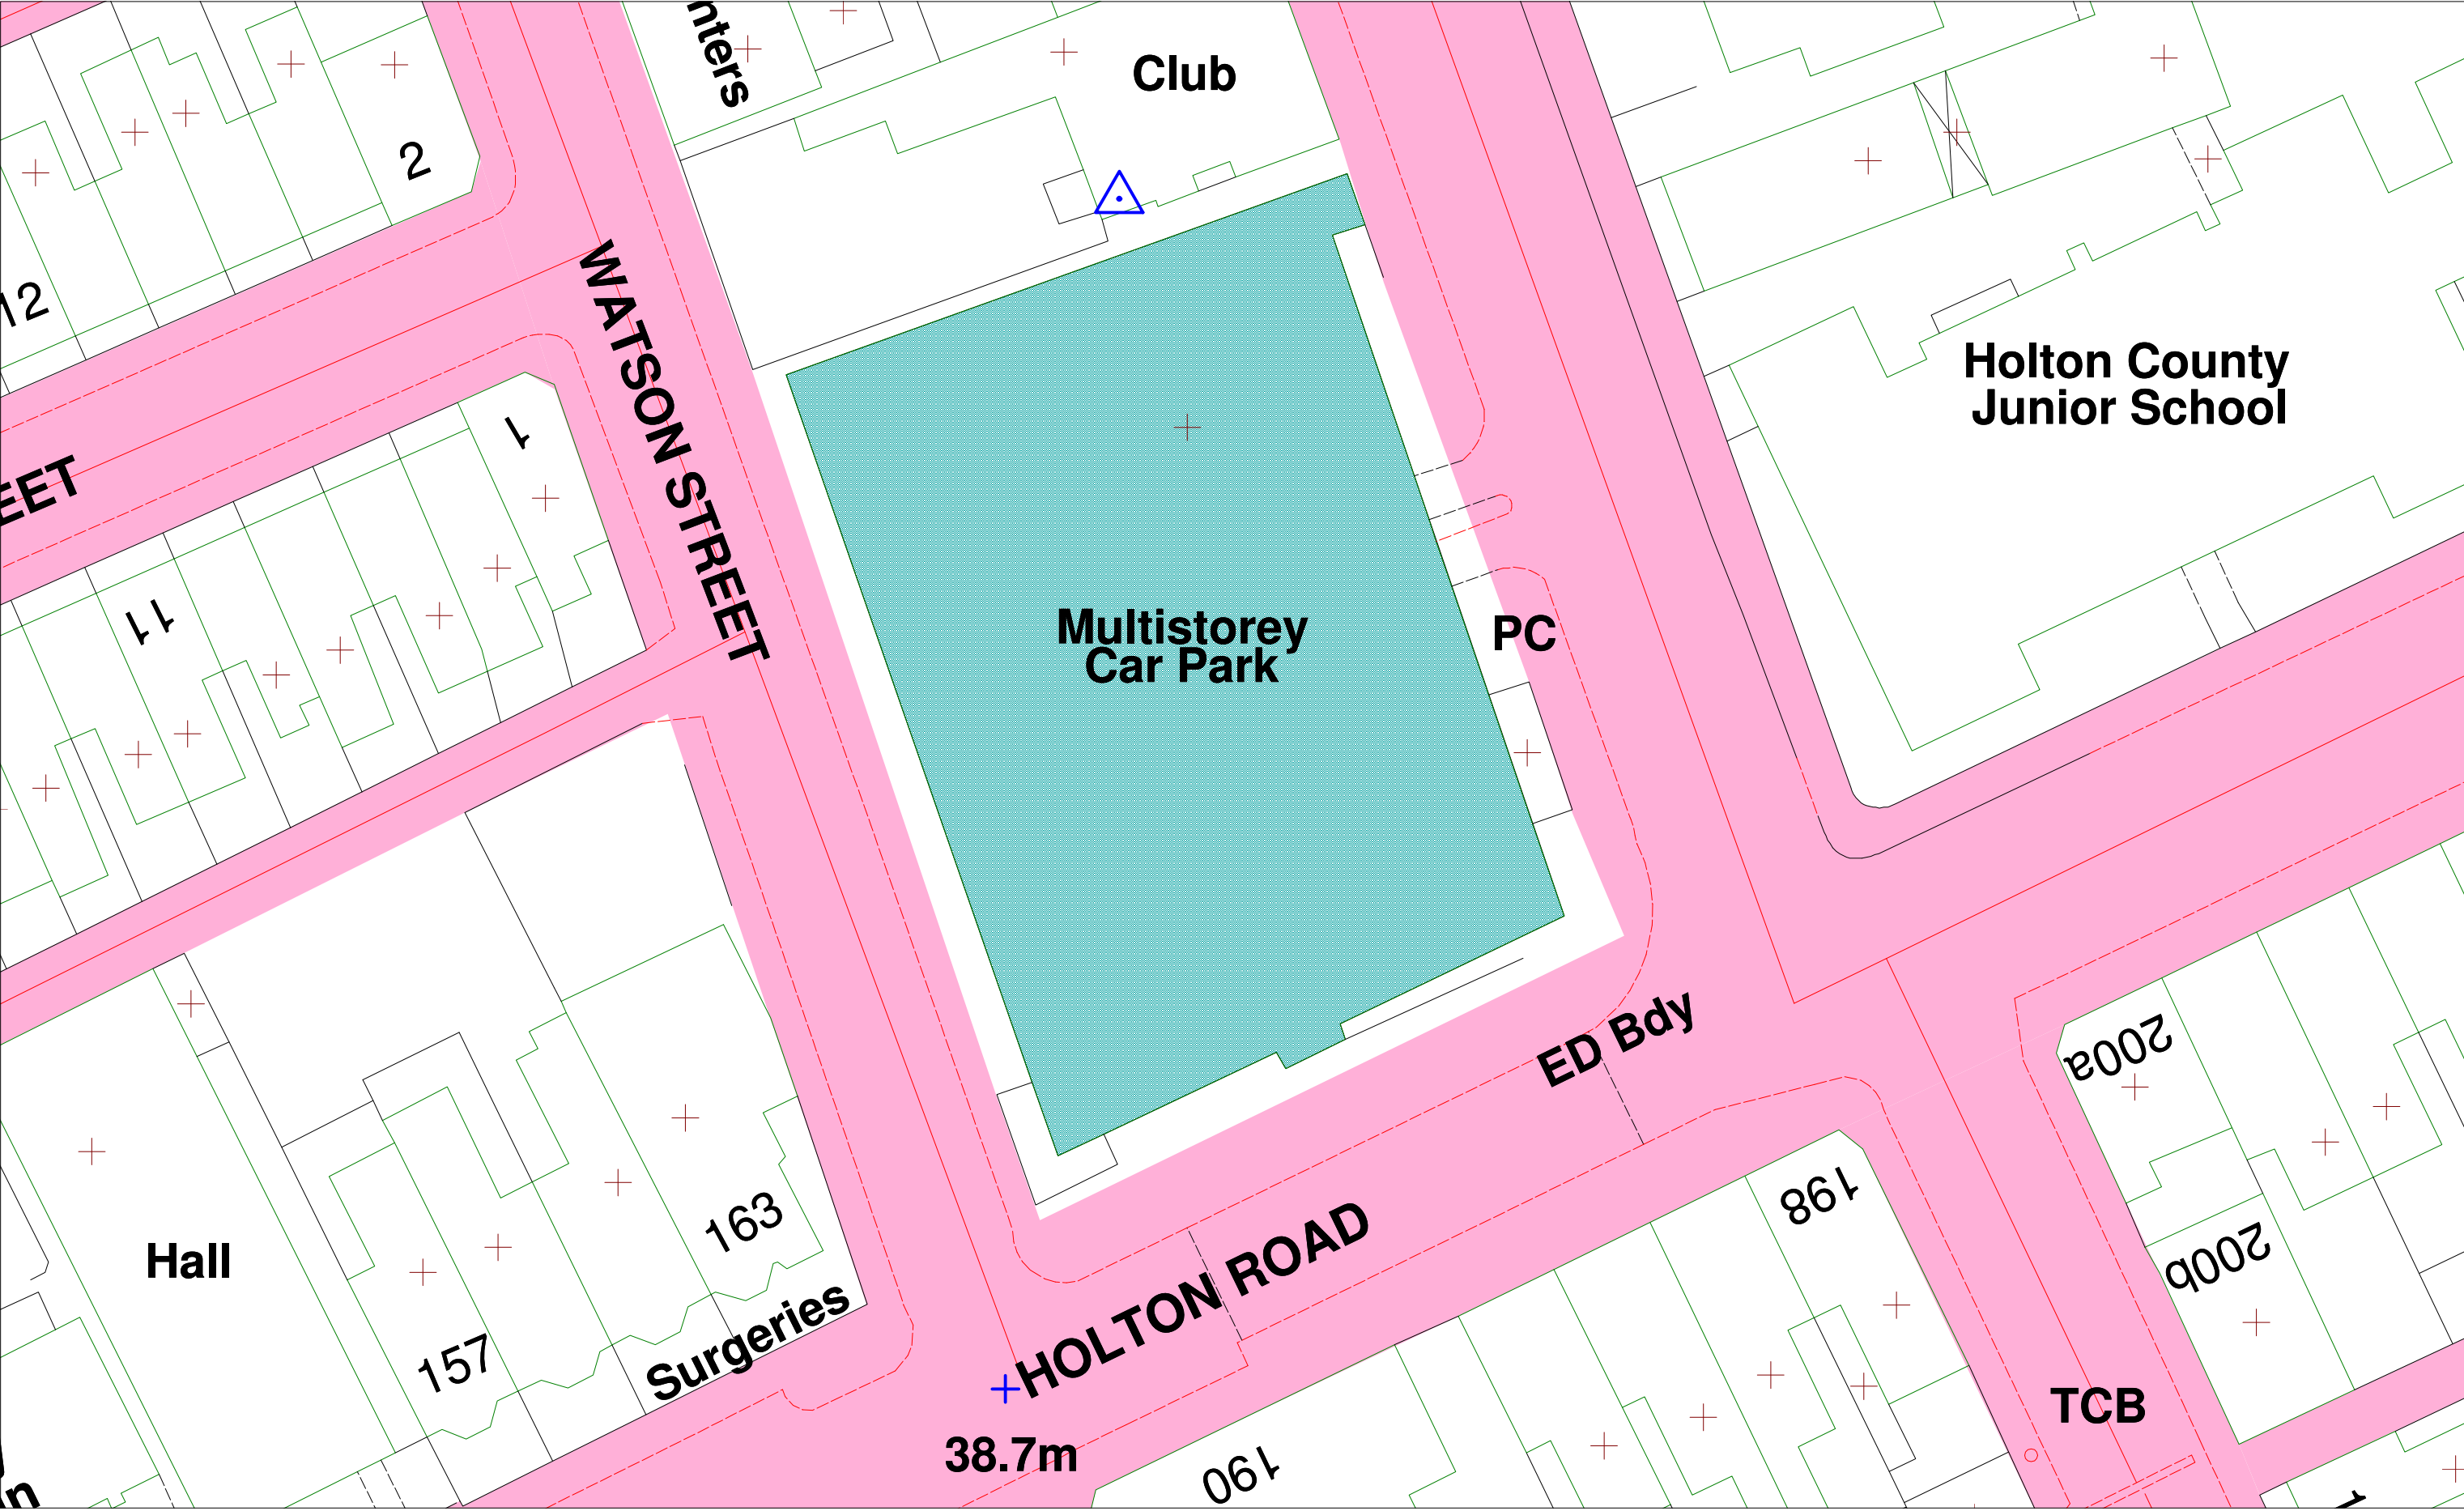 Club
2
12
WATSON STREET
Holton County
Junior School
1
11
Multistorey
Car Park
PC
ED Bdy
200a
198
163
200b
HOLTON ROAD
Hall
Surgeries
157
TCB
38.7m
190
1